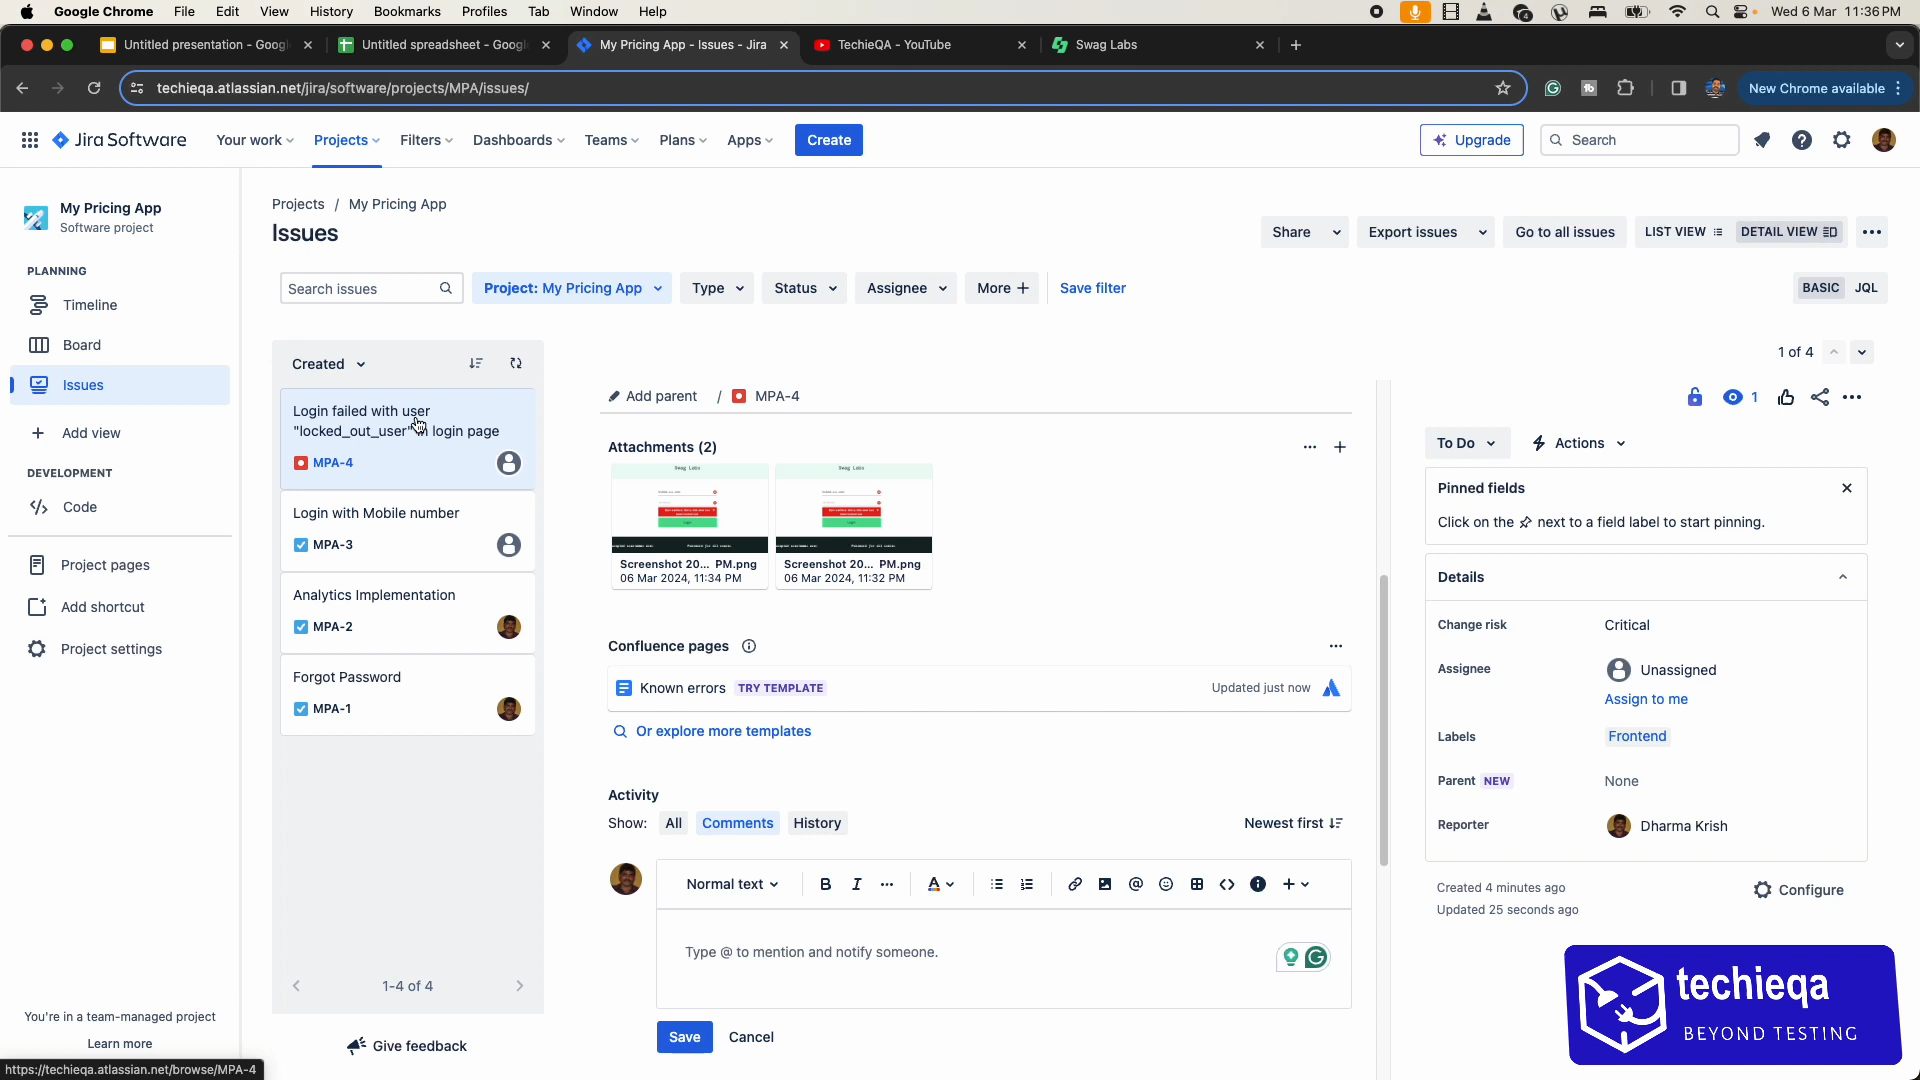 Google Chrome File Edit View History Bookmarks Profiles Tab Window Help Wed 6 Mar 11:36 PM
Untitled presentation - Googl Untitled spreadsheet - Googl My Pricing App - Issues - Jira TechieQA - YouTube Swag Labs
techieqa.atlassian.net/jira/software/projects/MPA/issues/ New Chrome available
Jira Software Your work Projects Filters Dashboards Teams Plans Apps Create Upgrade Search
My Pricing App
Software project
PLANNING
Timeline
Board
Issues
Add view
DEVELOPMENT
Code
Project pages
Add shortcut
Project settings
You're in a team-managed project
Learn more
https://techieqa.atlassian.net/browse/MPA-4
Projects / My Pricing App
Issues
Share Export issues Go to all issues LIST VIEW DETAIL VIEW
Search issues Project: My Pricing App Type Status Assignee More Save filter BASIC JQL
Created
Login failed with user
"locked_out_user" login page
MPA-4
Login with Mobile number
MPA-3
Analytics Implementation
MPA-2
Forgot Password
MPA-1
1-4 of 4
Give feedback
1 of 4
Add parent / MPA-4
Attachments (2)
Swag Labs Swag Labs
Login Login
Screenshot 20... PM.png Screenshot 20... PM.png
06 Mar 2024, 11:34 PM 06 Mar 2024, 11:32 PM
Confluence pages
Known errors TRY TEMPLATE Updated just now
Or explore more templates
Activity
Show: All Comments History Newest first
Normal text B I A
Type @ to mention and notify someone.
Save Cancel
1
To Do Actions
Pinned fields
Click on the next to a field label to start pinning.
Details
Change risk Critical
Assignee Unassigned
Assign to me
Labels Frontend
Parent NEW None
Reporter Dharma Krish
Created 4 minutes ago
Updated 25 seconds ago
Configure
techieqa
BEYOND TESTING